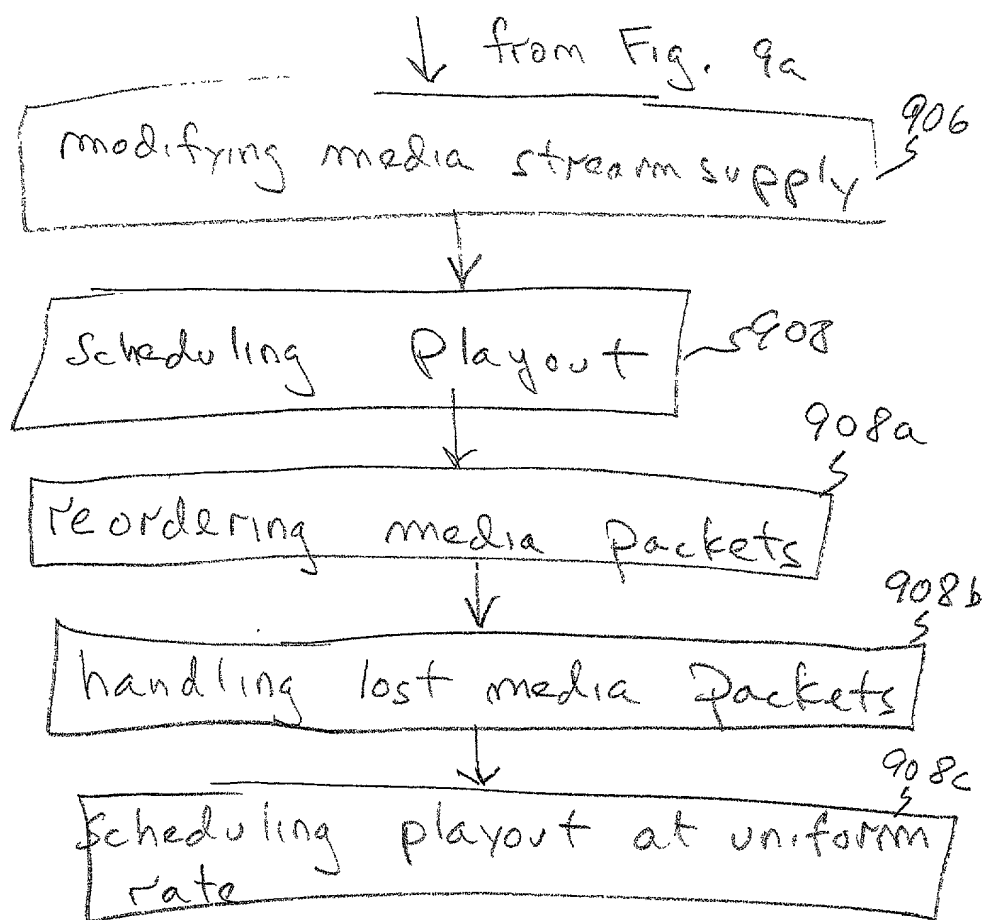 from Fig. 9a
906
modifying media stream supply
scheduling playout
908
908a
reordering media packets
908b
handling lost media packets
908c
scheduling playout at uniform
rate